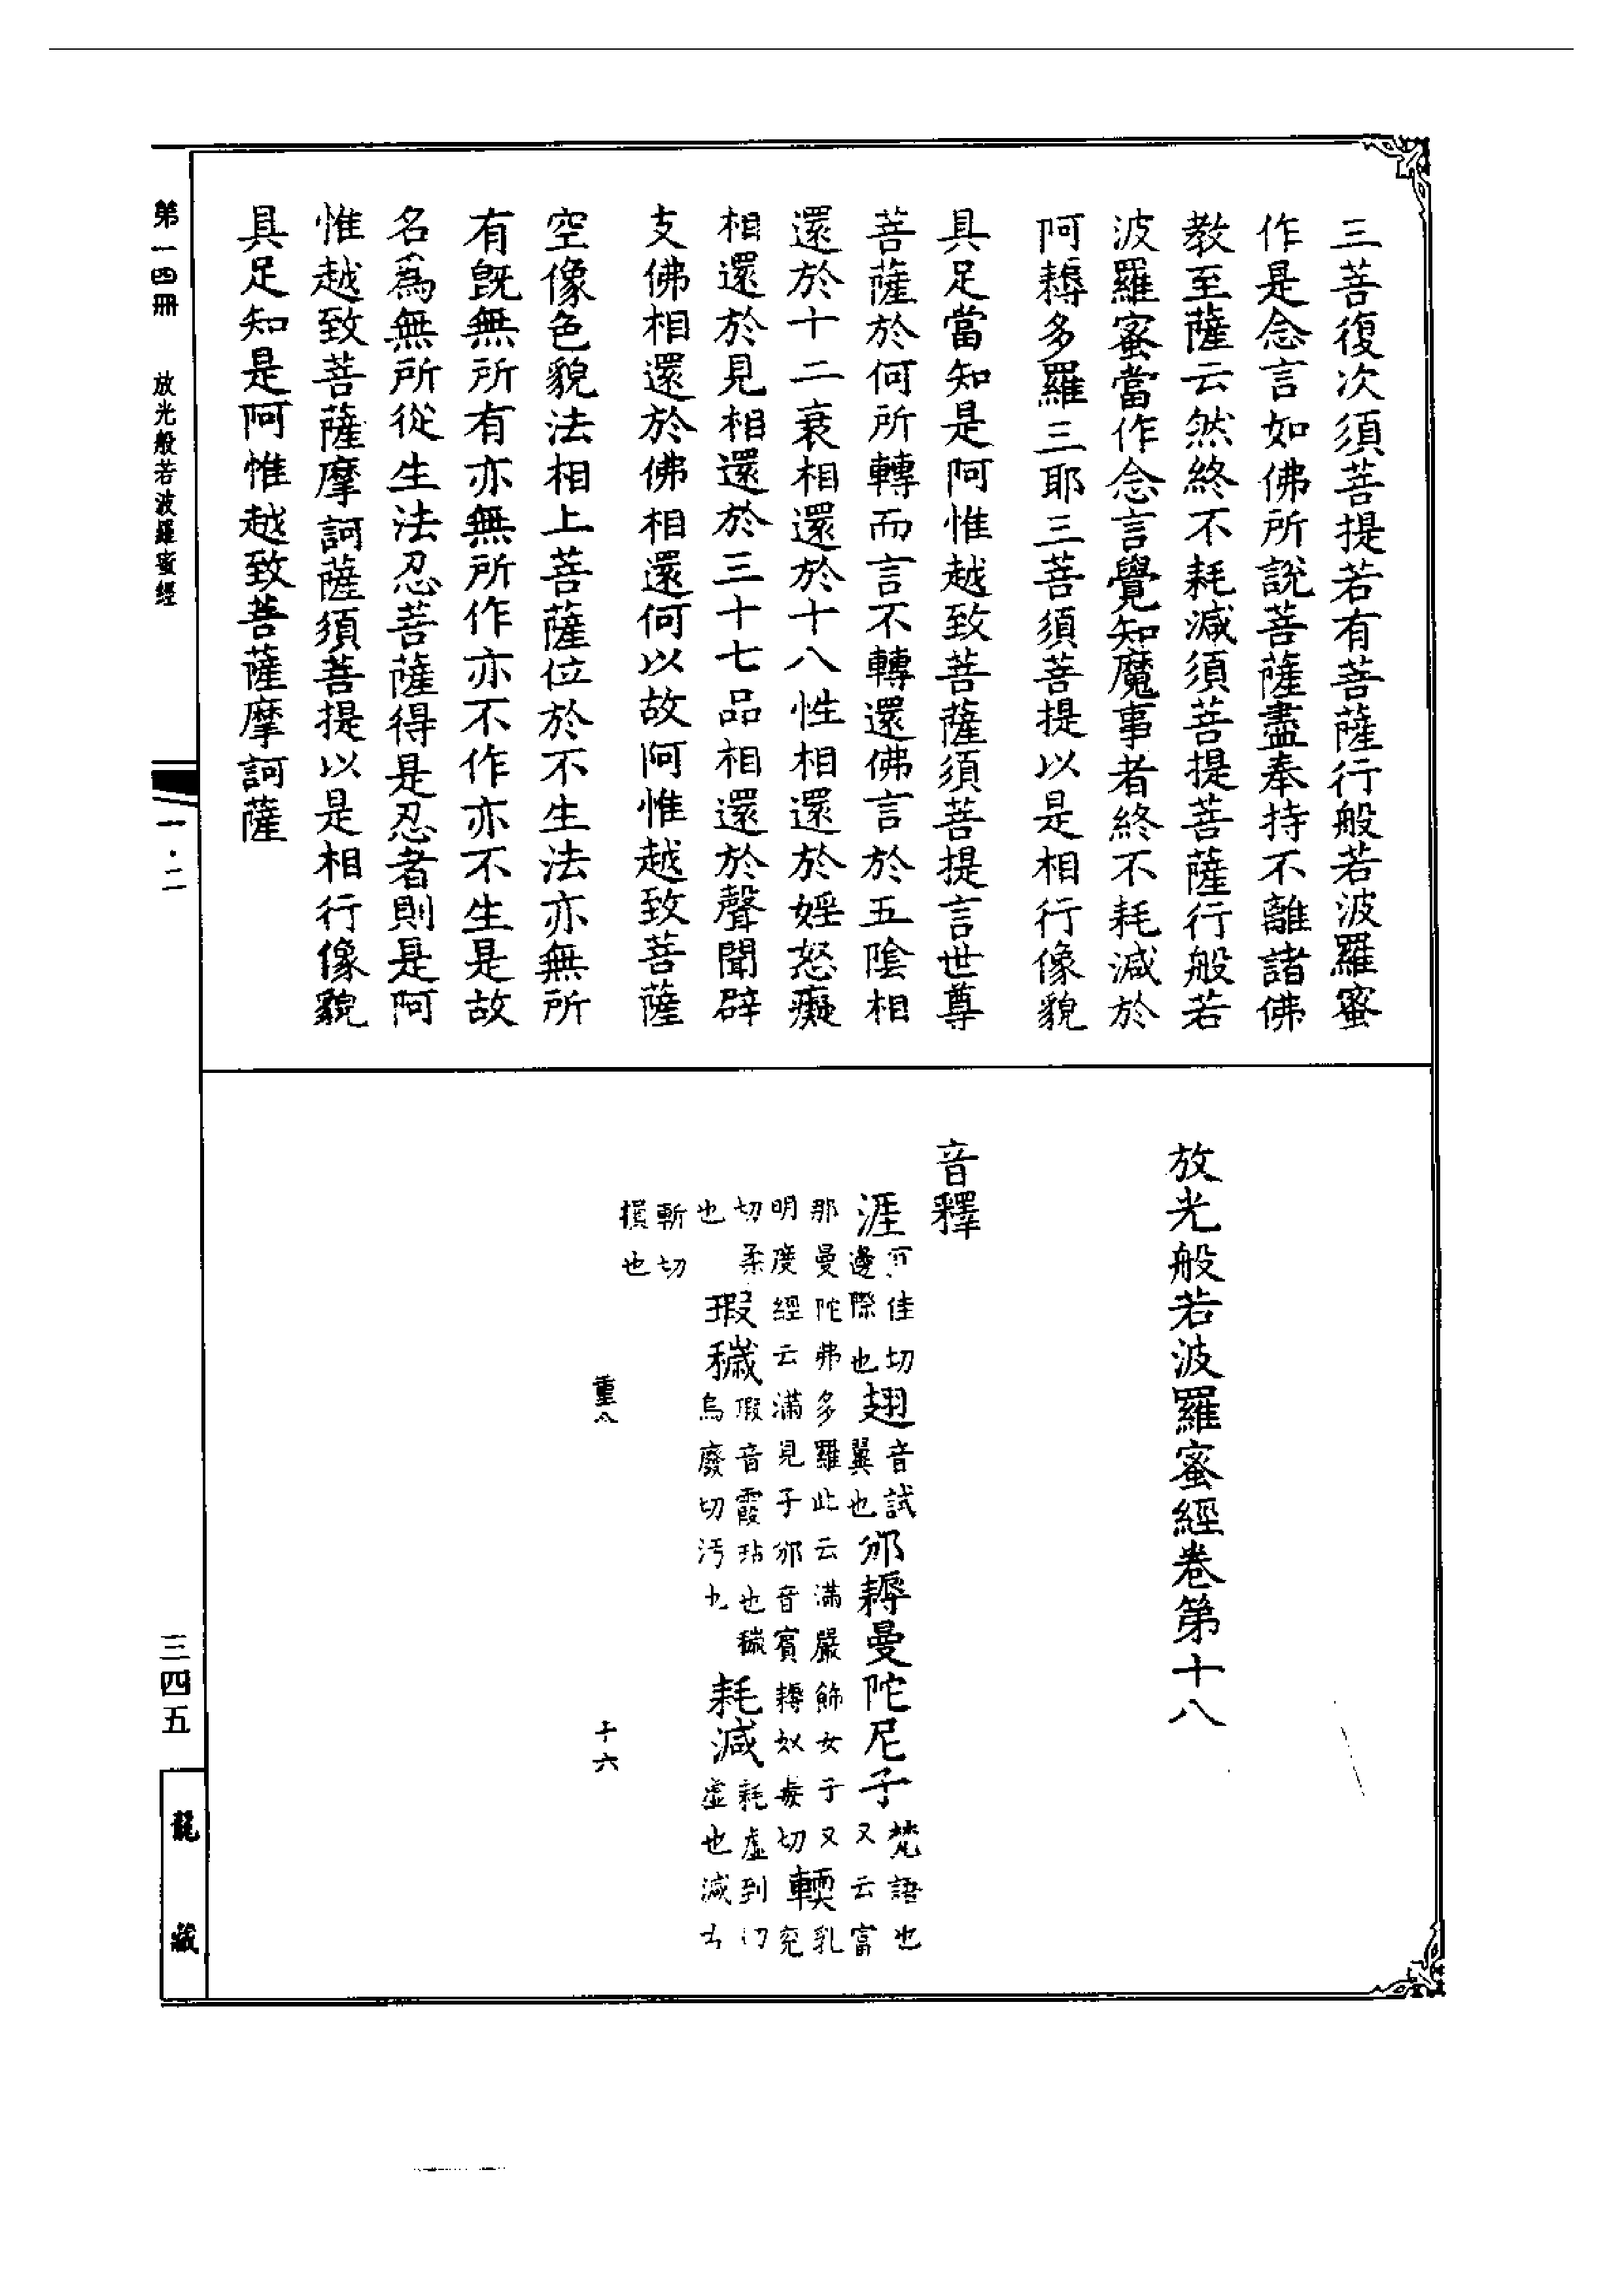 三菩復次須菩提若有菩薩行般若波羅蜜
作是念言如佛所說菩薩盡奉持不離諸佛
教至薩云然終不耗減須菩提菩薩行般若
波羅蜜當作念言覺知魔事者終不耗減於
阿耨多羅三耶三菩須菩提以是相行像貌
具足當知是阿惟越致菩薩須菩提言世尊
菩薩於何所轉而言不轉還佛言於五陰相
還於十二衰相還於十八性相還於婬怒癡
相還於見相還於三十七品相還於聲聞辟
支佛相還於佛相還何以故阿惟越致菩薩
空像色貌法相上菩薩位於不生法亦無所
有旣無所有亦無所作亦不作亦不生是故
名爲無所從生法忍菩薩得是忍者則是阿
惟越致菩薩摩訶薩須菩提以是相行像貌
具足知是阿惟越致菩薩摩訶薩
放光般若波羅蜜經卷第十八
音釋
涯 佳切邊際也 翅 音試翼也 邠耨曼陀尼子 梵語也又云富
那曼陀弗多羅此云滿嚴飾女子又
明度經云滿見子邠音賓耨奴毒切 輭 乳兗
切柔也 瑕穢 瑕音霞玷也穢烏廢切汚也 耗減 耗虛到切虛也減古
斬切損也
重 十六
第一四冊 放光般若波羅蜜經
一·二
三四五
龍藏